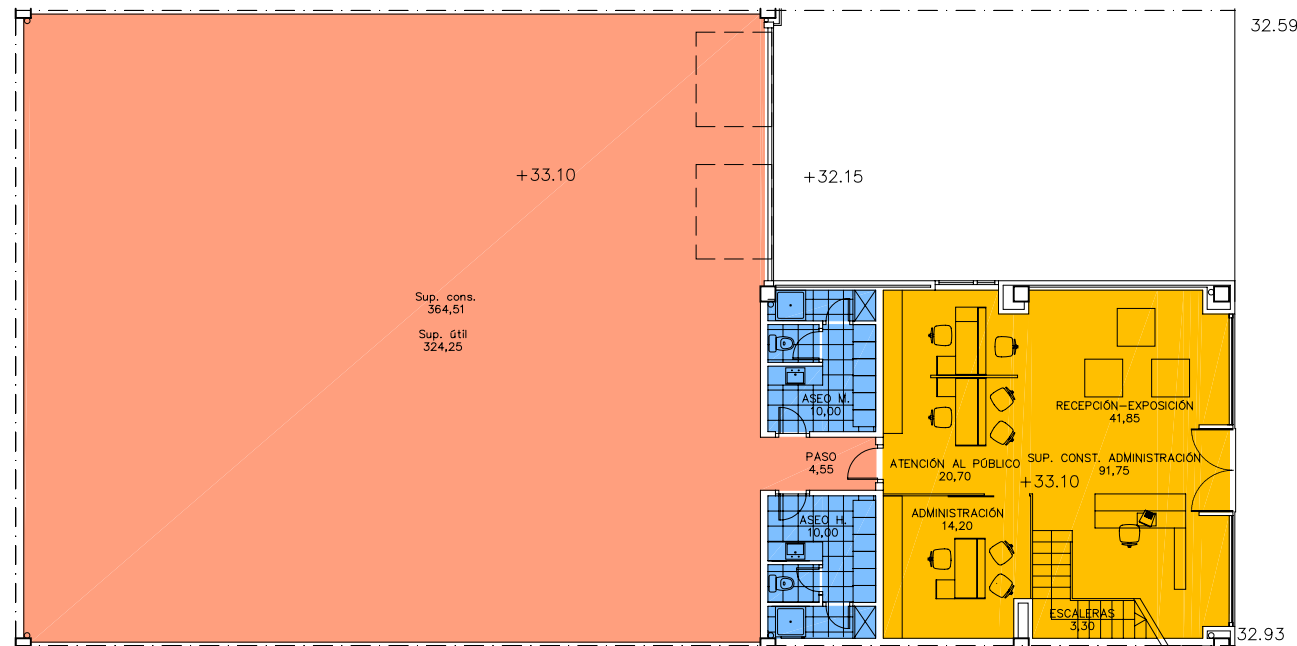 32.59
+33.10
+32.15
Sup. cons.
364,51
Sup. útil
324,25
ASEO M.
10,00
RECEPCIÓN-EXPOSICIÓN
41,85
PASO
4,55
ATENCIÓN AL PÚBLICO
20,70
SUP. CONST. ADMINISTRACIÓN
91,75
+33.10
ASEO H.
10,00
ADMINISTRACIÓN
14,20
ESCALERAS
3,30
32.93